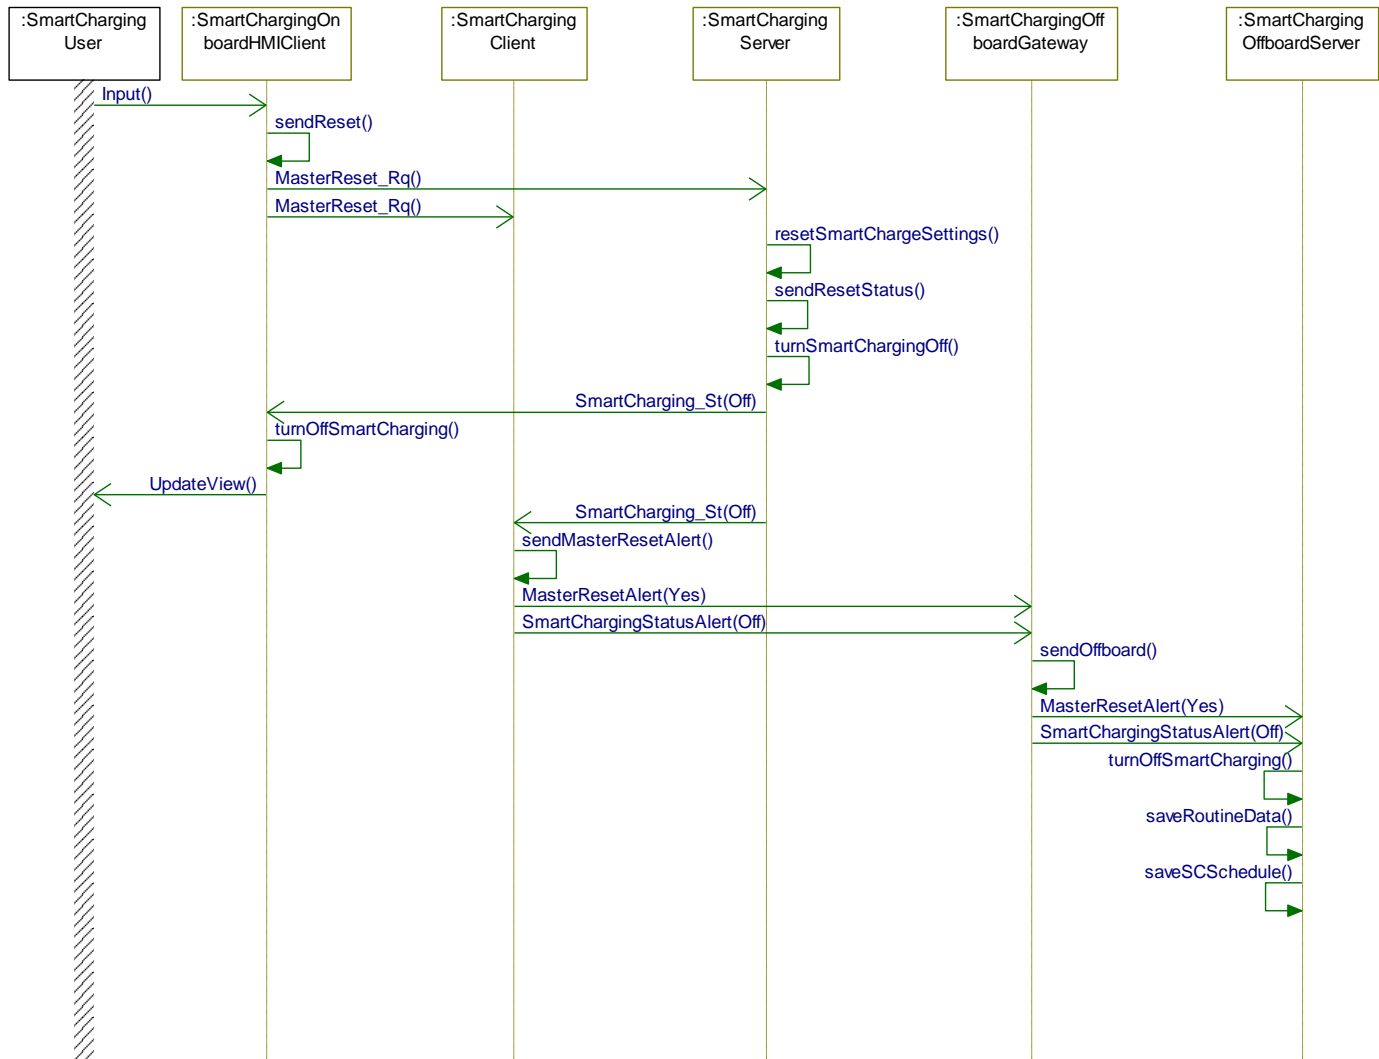 :SmartCharging
User
:SmartChargingOn
boardHMIClient
:SmartCharging
Client
:SmartCharging
Server
:SmartChargingOff
boardGateway
:SmartCharging
OffboardServer
Input()
sendReset()
MasterReset_Rq()
MasterReset_Rq()
resetSmartChargeSettings()
sendResetStatus()
turnSmartChargingOff()
SmartCharging_St(Off)
turnOffSmartCharging()
UpdateView()
SmartCharging_St(Off)
sendMasterResetAlert()
MasterResetAlert(Yes)
SmartChargingStatusAlert(Off)
sendOffboard()
MasterResetAlert(Yes)
SmartChargingStatusAlert(Off)
turnOffSmartCharging()
saveRoutineData()
saveSCSchedule()